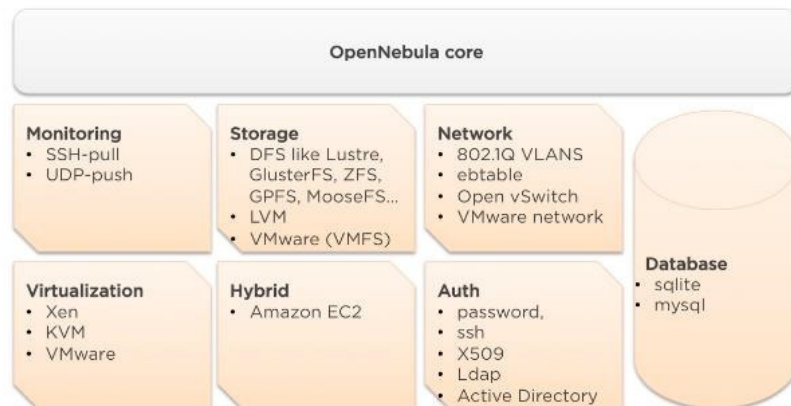 OpenNebula core
Monitoring
• SSH-pull
• UDP-push
Storage
• DFS like Lustre,
GlusterFS, ZFS,
GPFS, MooseFS...
• LVM
• VMware (VMFS)
Network
• 802.1Q VLANS
• ebtable
• Open vSwitch
• VMware network
Virtualization
• Xen
• KVM
• VMware
Hybrid
• Amazon EC2
Auth
• password,
• ssh
• X509
• Ldap
• Active Directory
Database
• sqlite
• mysql